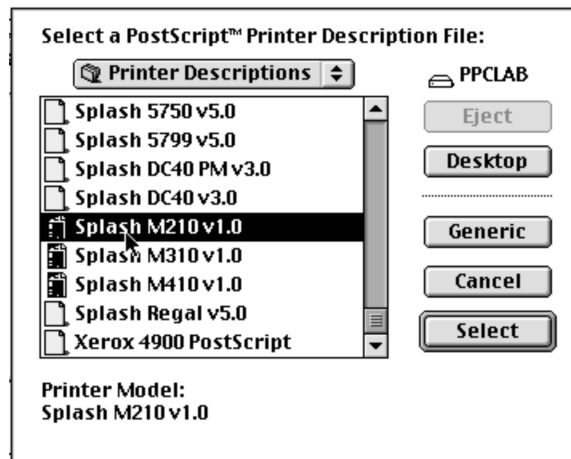 Select a PostScript™ Printer Description File:
Printer Descriptions
PPCLAB
Splash 5750 v5.0
Splash 5799 v5.0
Splash DC40 PM v3.0
Splash DC40 v3.0
Splash M210 v1.0
Splash M310 v1.0
Splash M410 v1.0
Splash Regal v5.0
Xerox 4900 PostScript
Eject
Desktop
Generic
Cancel
Select
Printer Model:
Splash M210 v1.0